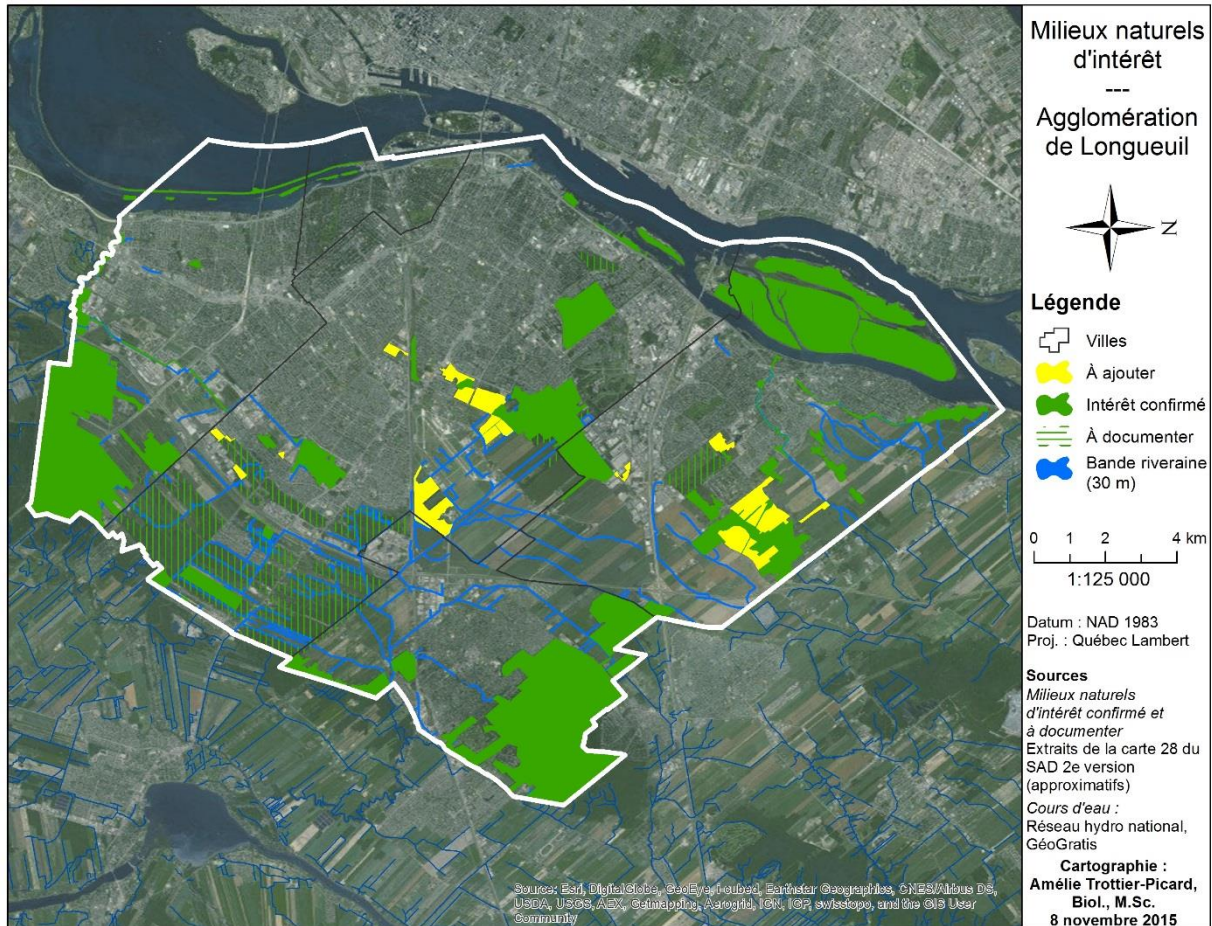 Milieux naturels
d'intérêt
---
Agglomération
de Longueuil
N
Légende
Villes
À ajouter
Intérêt confirmé
À documenter
Bande riveraine
(30 m)
0 1 2 4 km
1:125 000
Datum : NAD 1983
Proj. : Québec Lambert
Sources
Milieux naturels
d'intérêt confirmé et
à documenter
Extraits de la carte 28 du
SAD 2e version
(approximatifs)
Cours d'eau :
Réseau hydro national,
GéoGratis
Cartographie :
Amélie Trottier-Picard,
Biol., M.Sc.
8 novembre 2015
Source: Esri, DigitalGlobe, GeoEye, i-cubed, Earthstar Geographics, CNES/Airbus DS,
USDA, USGS, AEX, Getmapping, Aerogrid, IGN, IGP, swisstopo, and the GIS User
Community